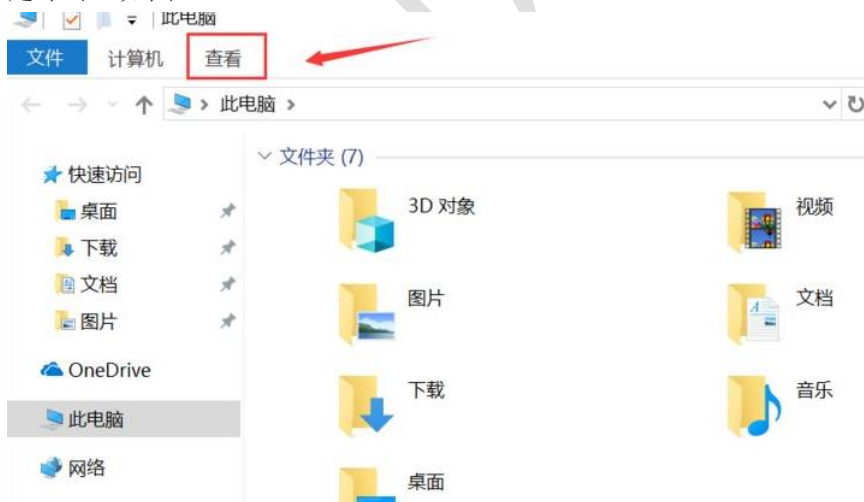 此电脑
文件 计算机 查看
此电脑
文件夹 (7)
快速访问
桌面
下载
文档
图片
OneDrive
此电脑
网络
3D 对象
视频
图片
文档
下载
音乐
桌面